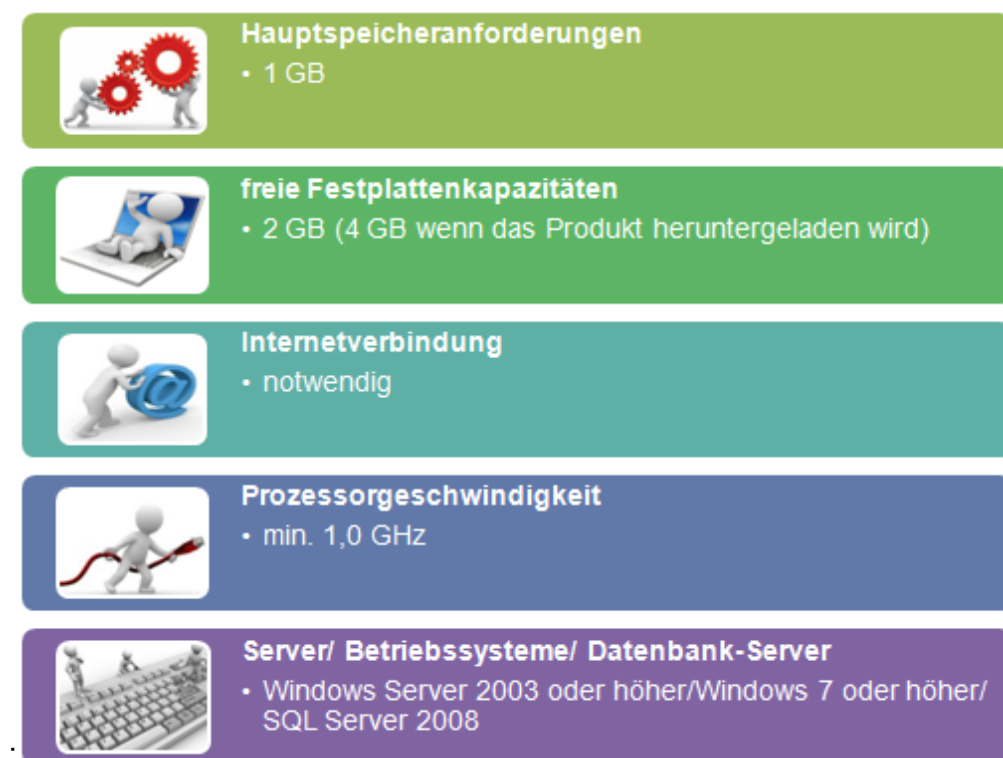 Hauptspeicheranforderungen
• 1 GB
freie Festplattenkapazitäten
• 2 GB (4 GB wenn das Produkt heruntergeladen wird)
Internetverbindung
• notwendig
Prozessorgeschwindigkeit
• min. 1,0 GHz
Server/ Betriebssysteme/ Datenbank-Server
• Windows Server 2003 oder höher/Windows 7 oder höher/
SQL Server 2008
.